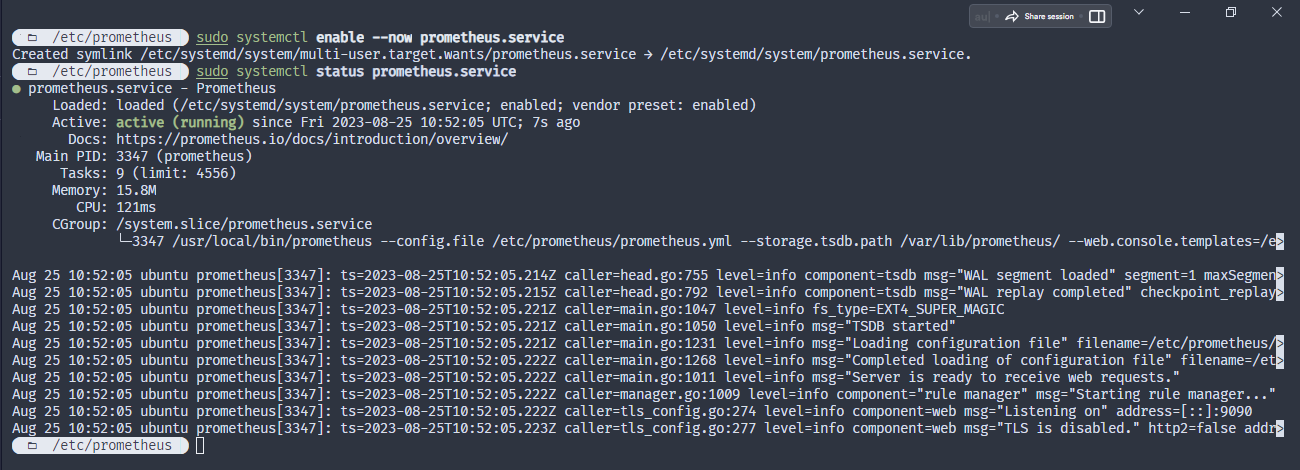 Share session
/etc/prometheus sudo systemctl enable --now prometheus.service
Created symlink /etc/systemd/system/multi-user.target.wants/prometheus.service → /etc/systemd/system/prometheus.service.
/etc/prometheus sudo systemctl status prometheus.service
● prometheus.service - Prometheus
Loaded: loaded (/etc/systemd/system/prometheus.service; enabled; vendor preset: enabled)
Active: active (running) since Fri 2023-08-25 10:52:05 UTC; 7s ago
Docs: https://prometheus.io/docs/introduction/overview/
Main PID: 3347 (prometheus)
Tasks: 9 (limit: 4556)
Memory: 15.8M
CPU: 121ms
CGroup: /system.slice/prometheus.service
└─3347 /usr/local/bin/prometheus --config.file /etc/prometheus/prometheus.yml --storage.tsdb.path /var/lib/prometheus/ --web.console.templates=/e>
Aug 25 10:52:05 ubuntu prometheus[3347]: ts=2023-08-25T10:52:05.214Z caller=head.go:755 level=info component=tsdb msg="WAL segment loaded" segment=1 maxSegmen>
Aug 25 10:52:05 ubuntu prometheus[3347]: ts=2023-08-25T10:52:05.215Z caller=head.go:792 level=info component=tsdb msg="WAL replay completed" checkpoint_replay>
Aug 25 10:52:05 ubuntu prometheus[3347]: ts=2023-08-25T10:52:05.221Z caller=main.go:1047 level=info fs_type=EXT4_SUPER_MAGIC
Aug 25 10:52:05 ubuntu prometheus[3347]: ts=2023-08-25T10:52:05.221Z caller=main.go:1050 level=info msg="TSDB started"
Aug 25 10:52:05 ubuntu prometheus[3347]: ts=2023-08-25T10:52:05.221Z caller=main.go:1231 level=info msg="Loading configuration file" filename=/etc/prometheus/>
Aug 25 10:52:05 ubuntu prometheus[3347]: ts=2023-08-25T10:52:05.222Z caller=main.go:1268 level=info msg="Completed loading of configuration file" filename=/et>
Aug 25 10:52:05 ubuntu prometheus[3347]: ts=2023-08-25T10:52:05.222Z caller=main.go:1011 level=info msg="Server is ready to receive web requests."
Aug 25 10:52:05 ubuntu prometheus[3347]: ts=2023-08-25T10:52:05.222Z caller=manager.go:1009 level=info component="rule manager" msg="Starting rule manager..."
Aug 25 10:52:05 ubuntu prometheus[3347]: ts=2023-08-25T10:52:05.222Z caller=tls_config.go:274 level=info component=web msg="Listening on" address=[::]:9090
Aug 25 10:52:05 ubuntu prometheus[3347]: ts=2023-08-25T10:52:05.223Z caller=tls_config.go:277 level=info component=web msg="TLS is disabled." http2=false addr>
/etc/prometheus